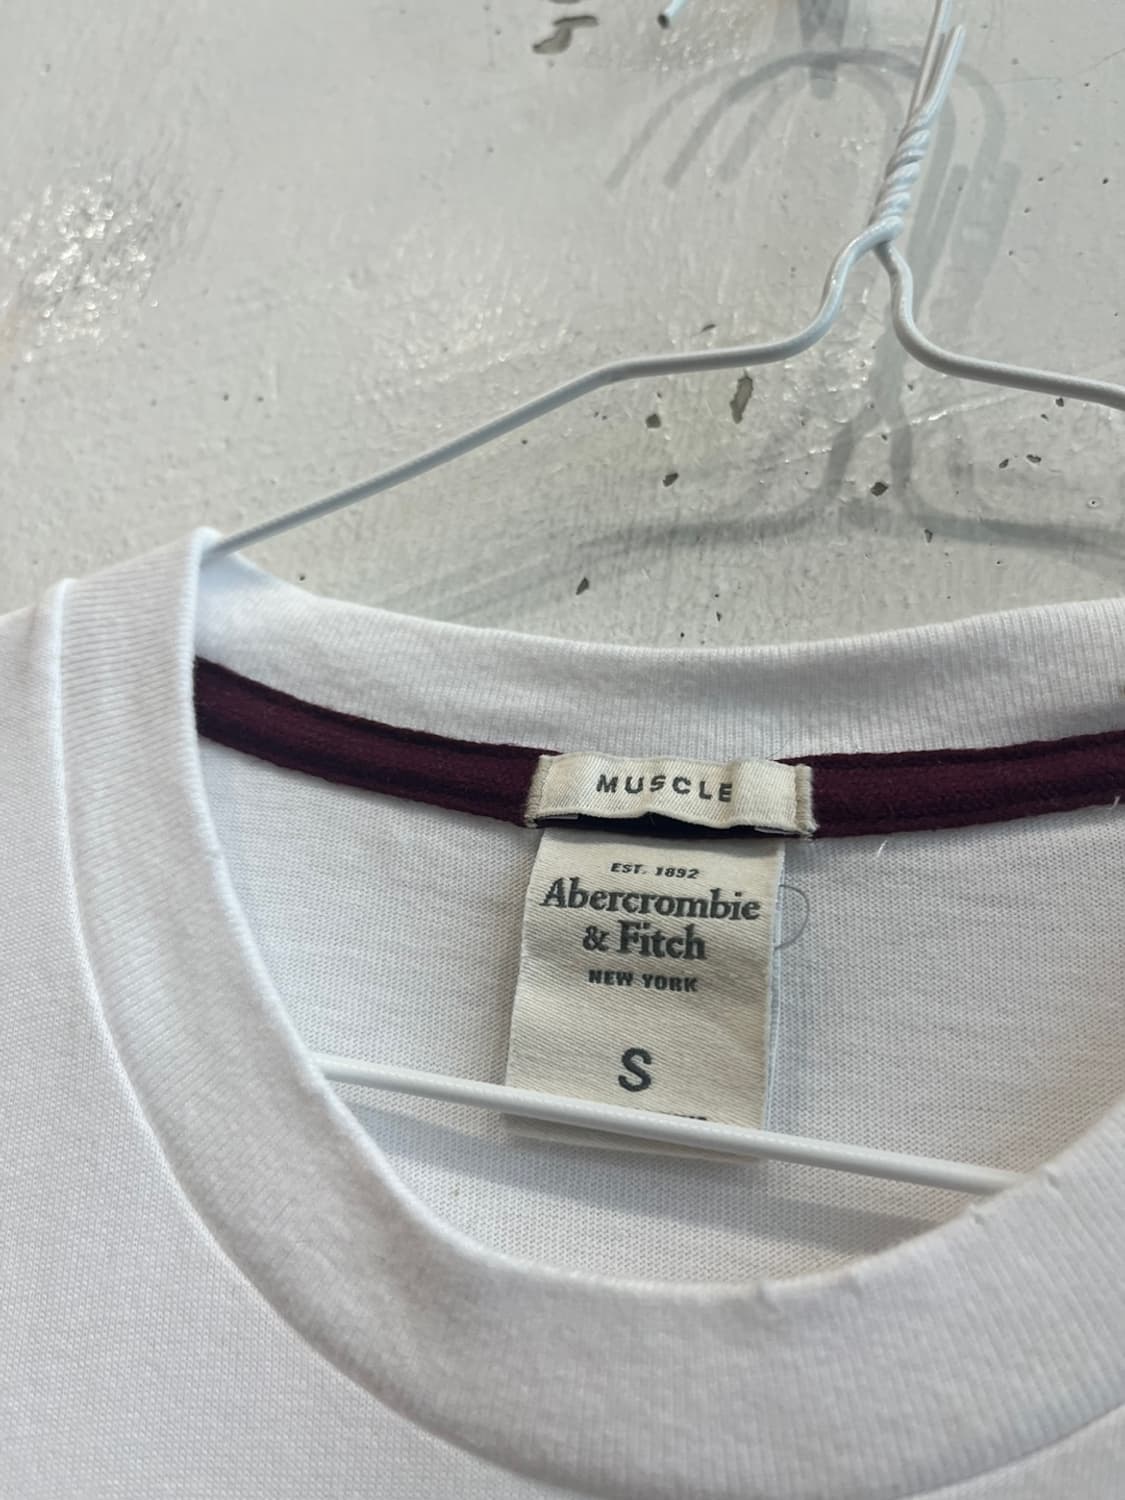 MUSCLE
EST. 1892
Abercrombie
& Fitch
NEW YORK
S